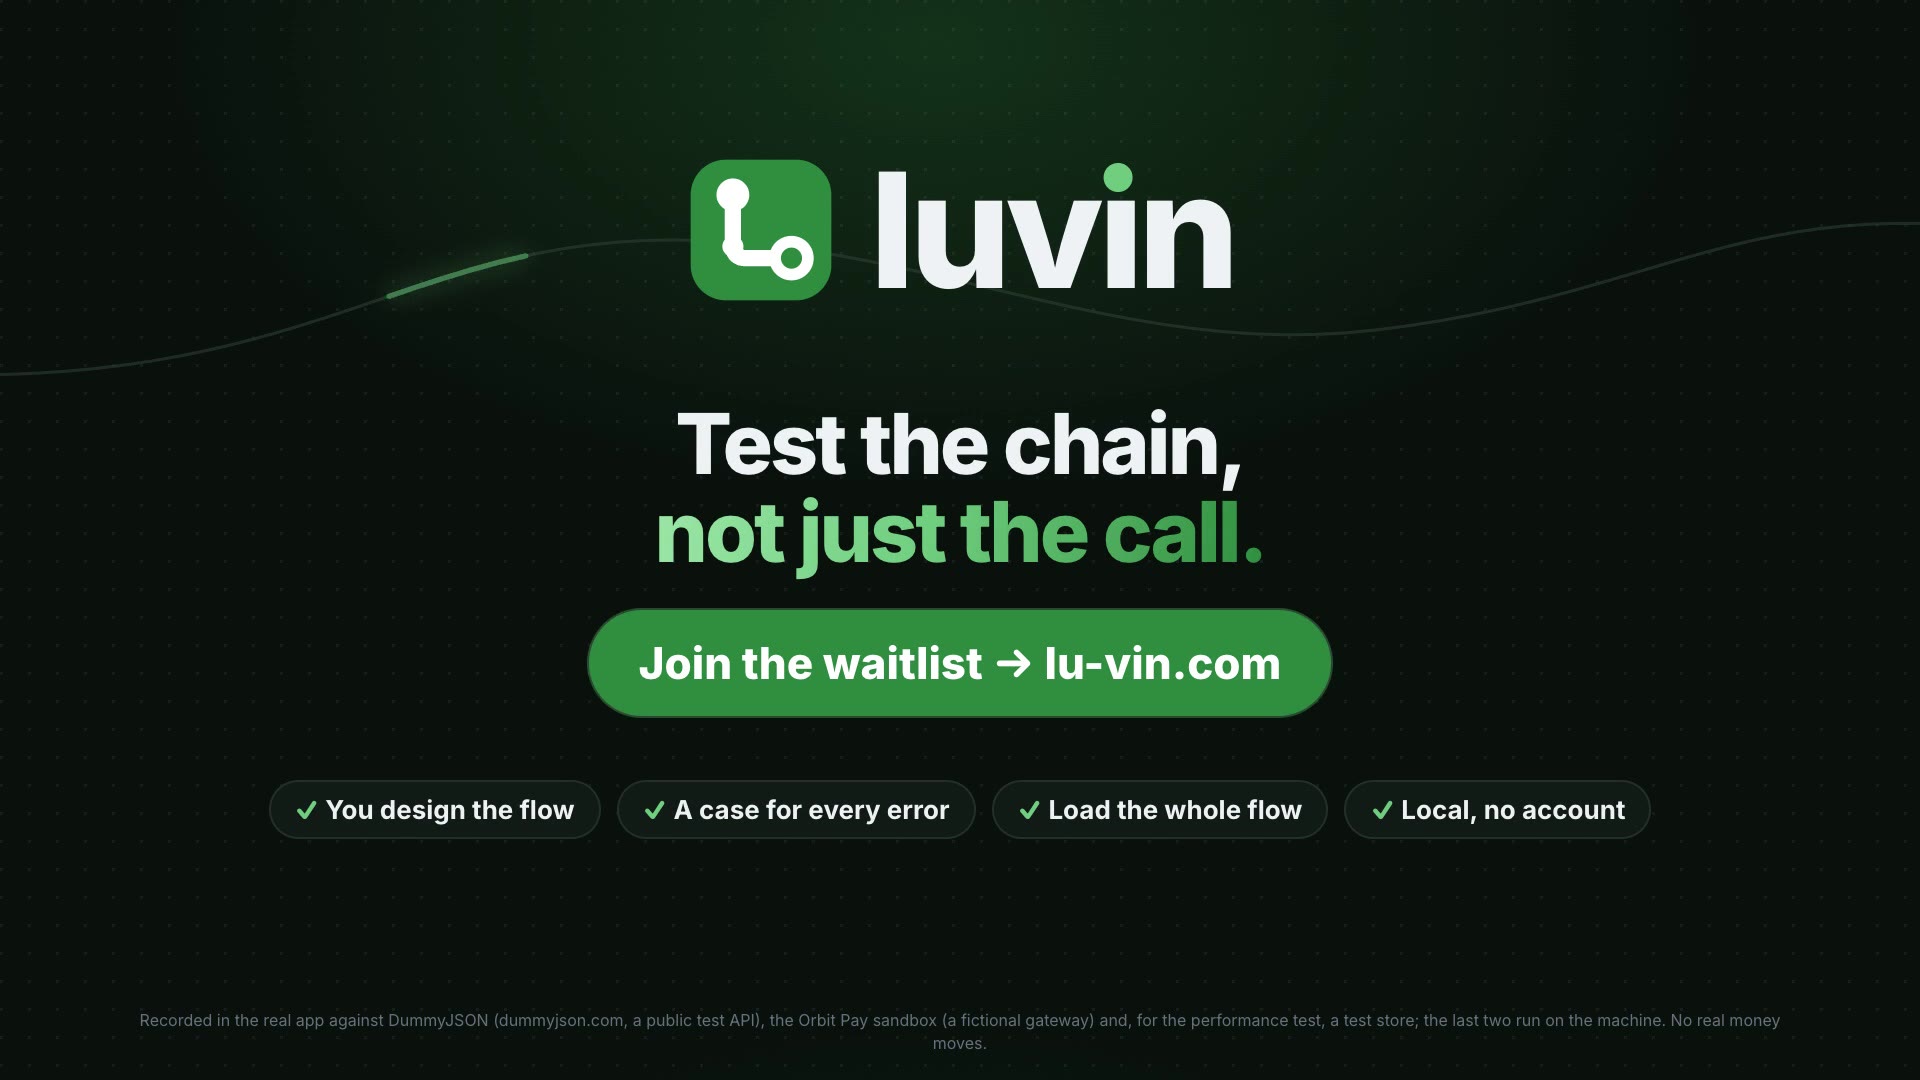 luvin
Test the chain,
not just the call.
Join the waitlist → lu-vin.com
✓ You design the flow
✓ A case for every error
✓ Load the whole flow
✓ Local, no account
Recorded in the real app against DummyJSON (dummyjson.com, a public test API), the Orbit Pay sandbox (a fictional gateway) and, for the performance test, a test store; the last two run on the machine. No real money
moves.